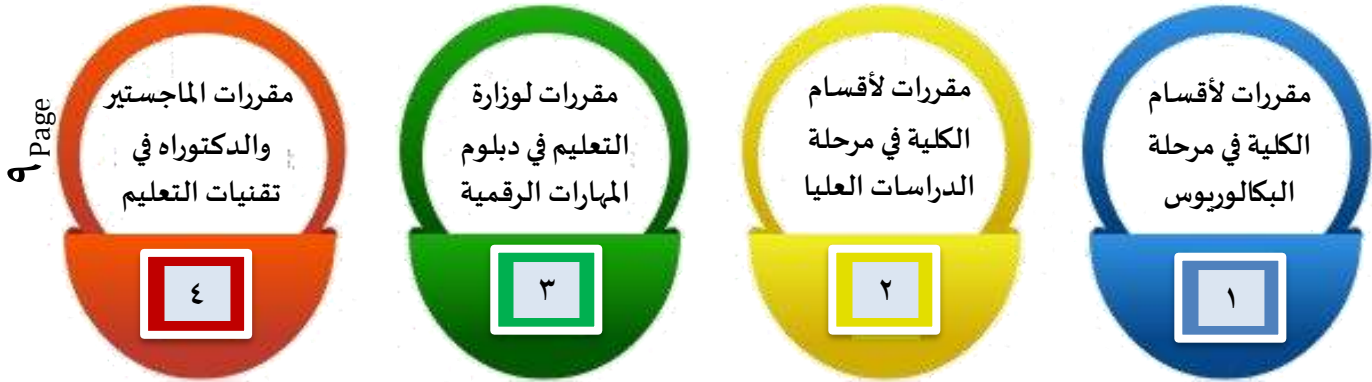 مقررات لأقسام
الكلية في مرحلة
البكالوريوس
١
مقررات لأقسام
الكلية في مرحلة
الدراسات العليا
٢
مقررات لوزارة
التعليم في دبلوم
المهارات الرقمية
٣
مقررات الماجستير
والدكتوراه في
تقنيات التعليم
٤
Page ٩